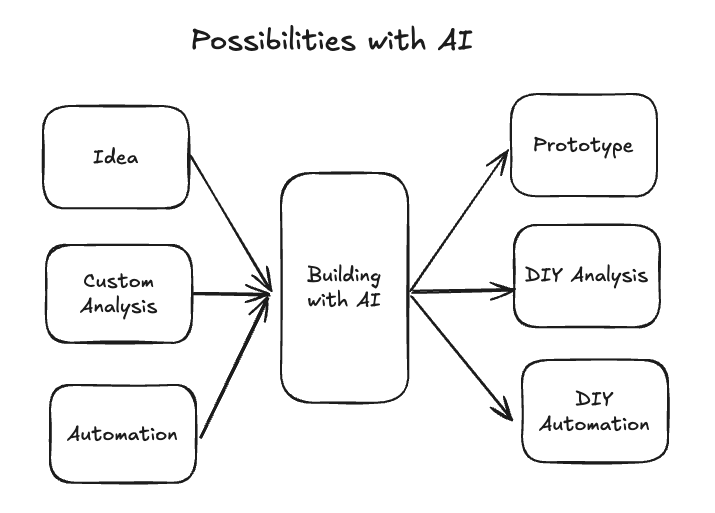 Possibilities with AI
Idea
Custom
Analysis
Automation
Building
with AI
Prototype
DIY Analysis
DIY
Automation